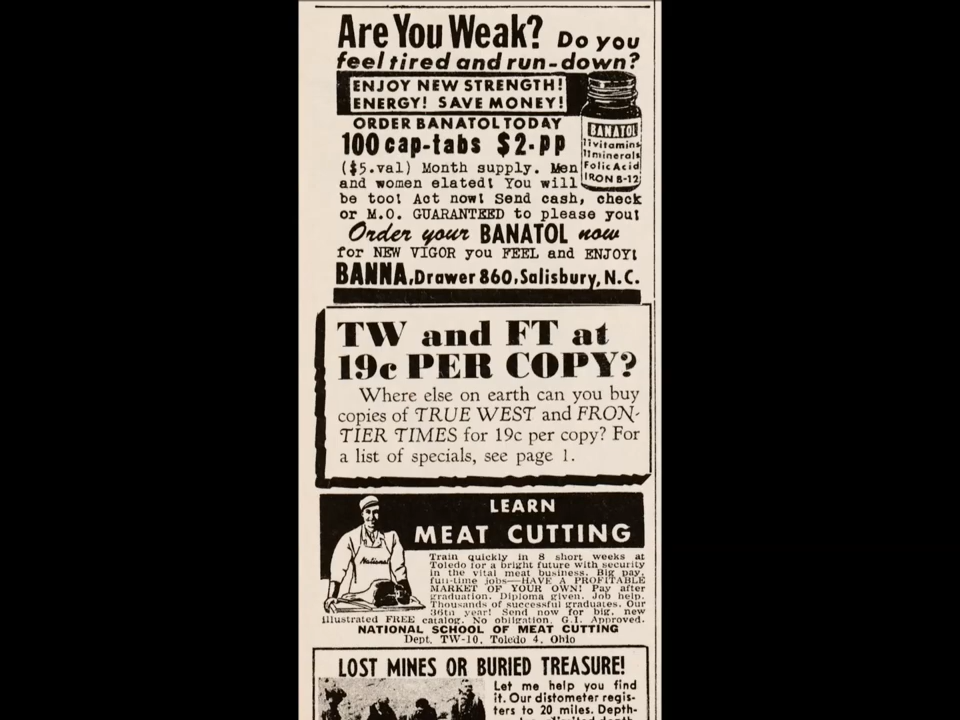 Are You Weak? Do you
feel tired and run-down?
ENJOY NEW STRENGTH!
ENERGY! SAVE MONEY!
ORDER BANATOL TODAY
100 cap-tabs $2.pp
BANATOL
11vitamins
11minerals
Folic Acid
IRON B-12
($5.val) Month supply. Men
and women elated! You will
be too! Act now! Send cash, check
or M.O. GUARANTEED to please you!
Order your BANATOL now
for NEW VIGOR you FEEL and ENJOY!
BANNA, Drawer 860, Salisbury, N.C.
TW and FT at
19c PER COPY?
Where else on earth can you buy
copies of TRUE WEST and FRON-
TIER TIMES for 19c per copy? For
a list of specials, see page 1.
LEARN
MEAT CUTTING
National
Train quickly in 8 short weeks at
Toledo for a bright future with security
in the vital meat business. Big pay,
full-time jobs—HAVE A PROFITABLE
MARKET OF YOUR OWN! Pay after
graduation. Diploma given. Job help.
Thousands of successful graduates. Our
36th year! Send now for big, new
illustrated FREE catalog. No obligation. G.I. Approved.
NATIONAL SCHOOL OF MEAT CUTTING
Dept. TW-10, Toledo 4, Ohio
LOST MINES OR BURIED TREASURE!
Let me help you find
it. Our distometer regis-
ters to 20 miles. Depth-